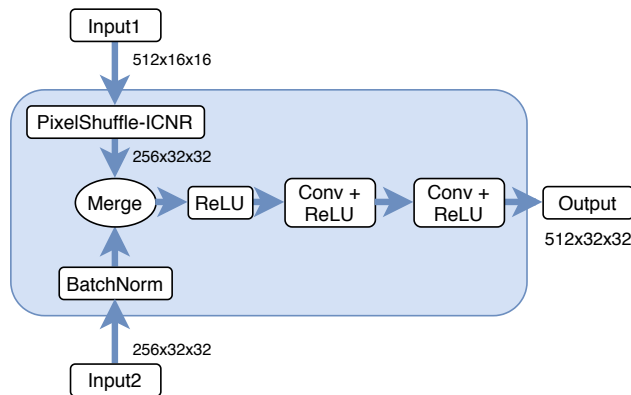 Input1
512x16x16
PixelShuffle-ICNR
256x32x32
Merge
ReLU
Conv +
ReLU
Conv +
ReLU
Output
512x32x32
BatchNorm
256x32x32
Input2